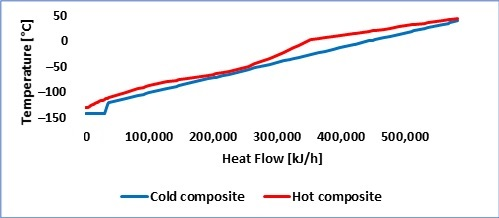 Temperature [°C]
50
0
−50
−100
−150
0 100,000 200,000 300,000 400,000 500,000
Heat Flow [kJ/h]
Cold composite Hot composite